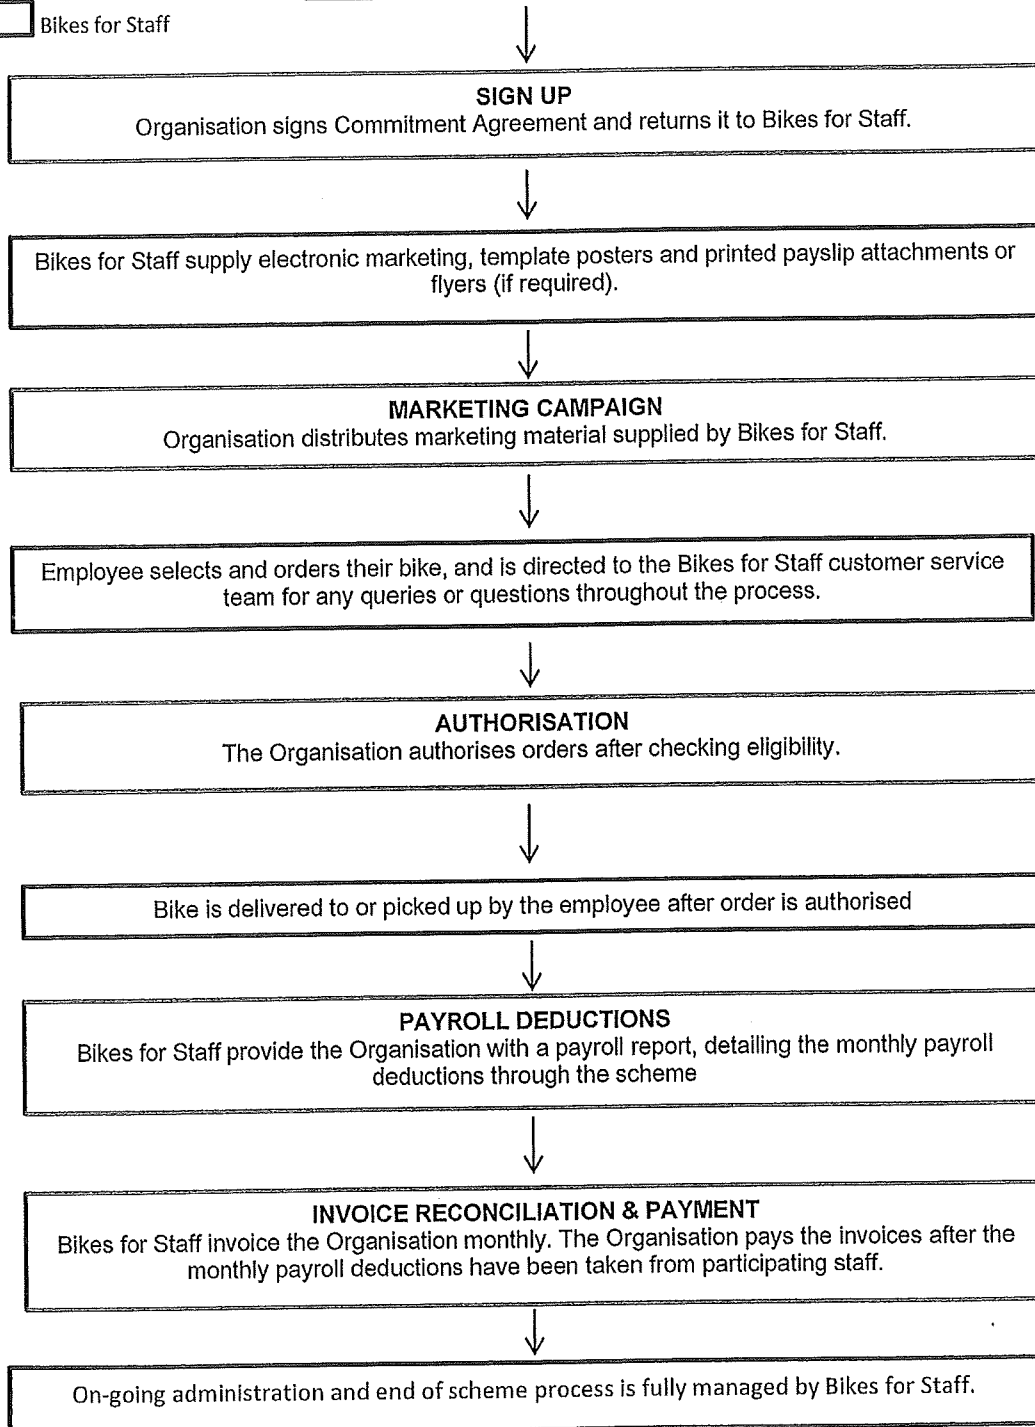 Bikes for Staff
SIGN UP
Organisation signs Commitment Agreement and returns it to Bikes for Staff.
Bikes for Staff supply electronic marketing, template posters and printed payslip attachments or
flyers (if required).
MARKETING CAMPAIGN
Organisation distributes marketing material supplied by Bikes for Staff.
Employee selects and orders their bike, and is directed to the Bikes for Staff customer service
team for any queries or questions throughout the process.
AUTHORISATION
The Organisation authorises orders after checking eligibility.
Bike is delivered to or picked up by the employee after order is authorised
PAYROLL DEDUCTIONS
Bikes for Staff provide the Organisation with a payroll report, detailing the monthly payroll
deductions through the scheme
INVOICE RECONCILIATION & PAYMENT
Bikes for Staff invoice the Organisation monthly. The Organisation pays the invoices after the
monthly payroll deductions have been taken from participating staff.
On-going administration and end of scheme process is fully managed by Bikes for Staff.